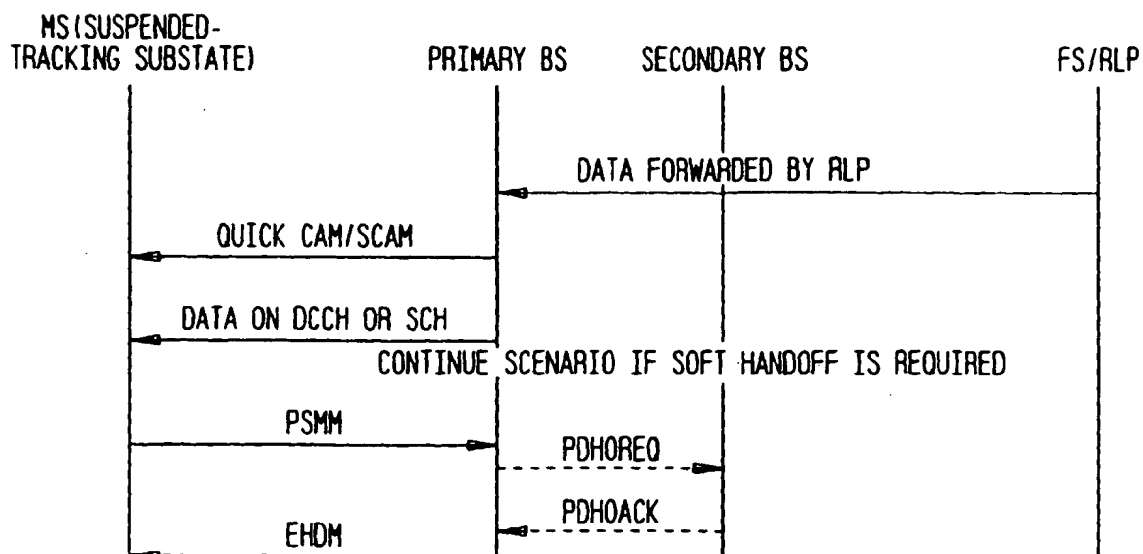 MS(SUSPENDED-
TRACKING SUBSTATE)
PRIMARY BS
SECONDARY BS
FS/RLP
DATA FORWARDED BY RLP
QUICK CAM/SCAM
DATA ON DCCH OR SCH
CONTINUE SCENARIO IF SOFT HANDOFF IS REQUIRED
PSMM
PDHOREQ
PDHOACK
EHDM